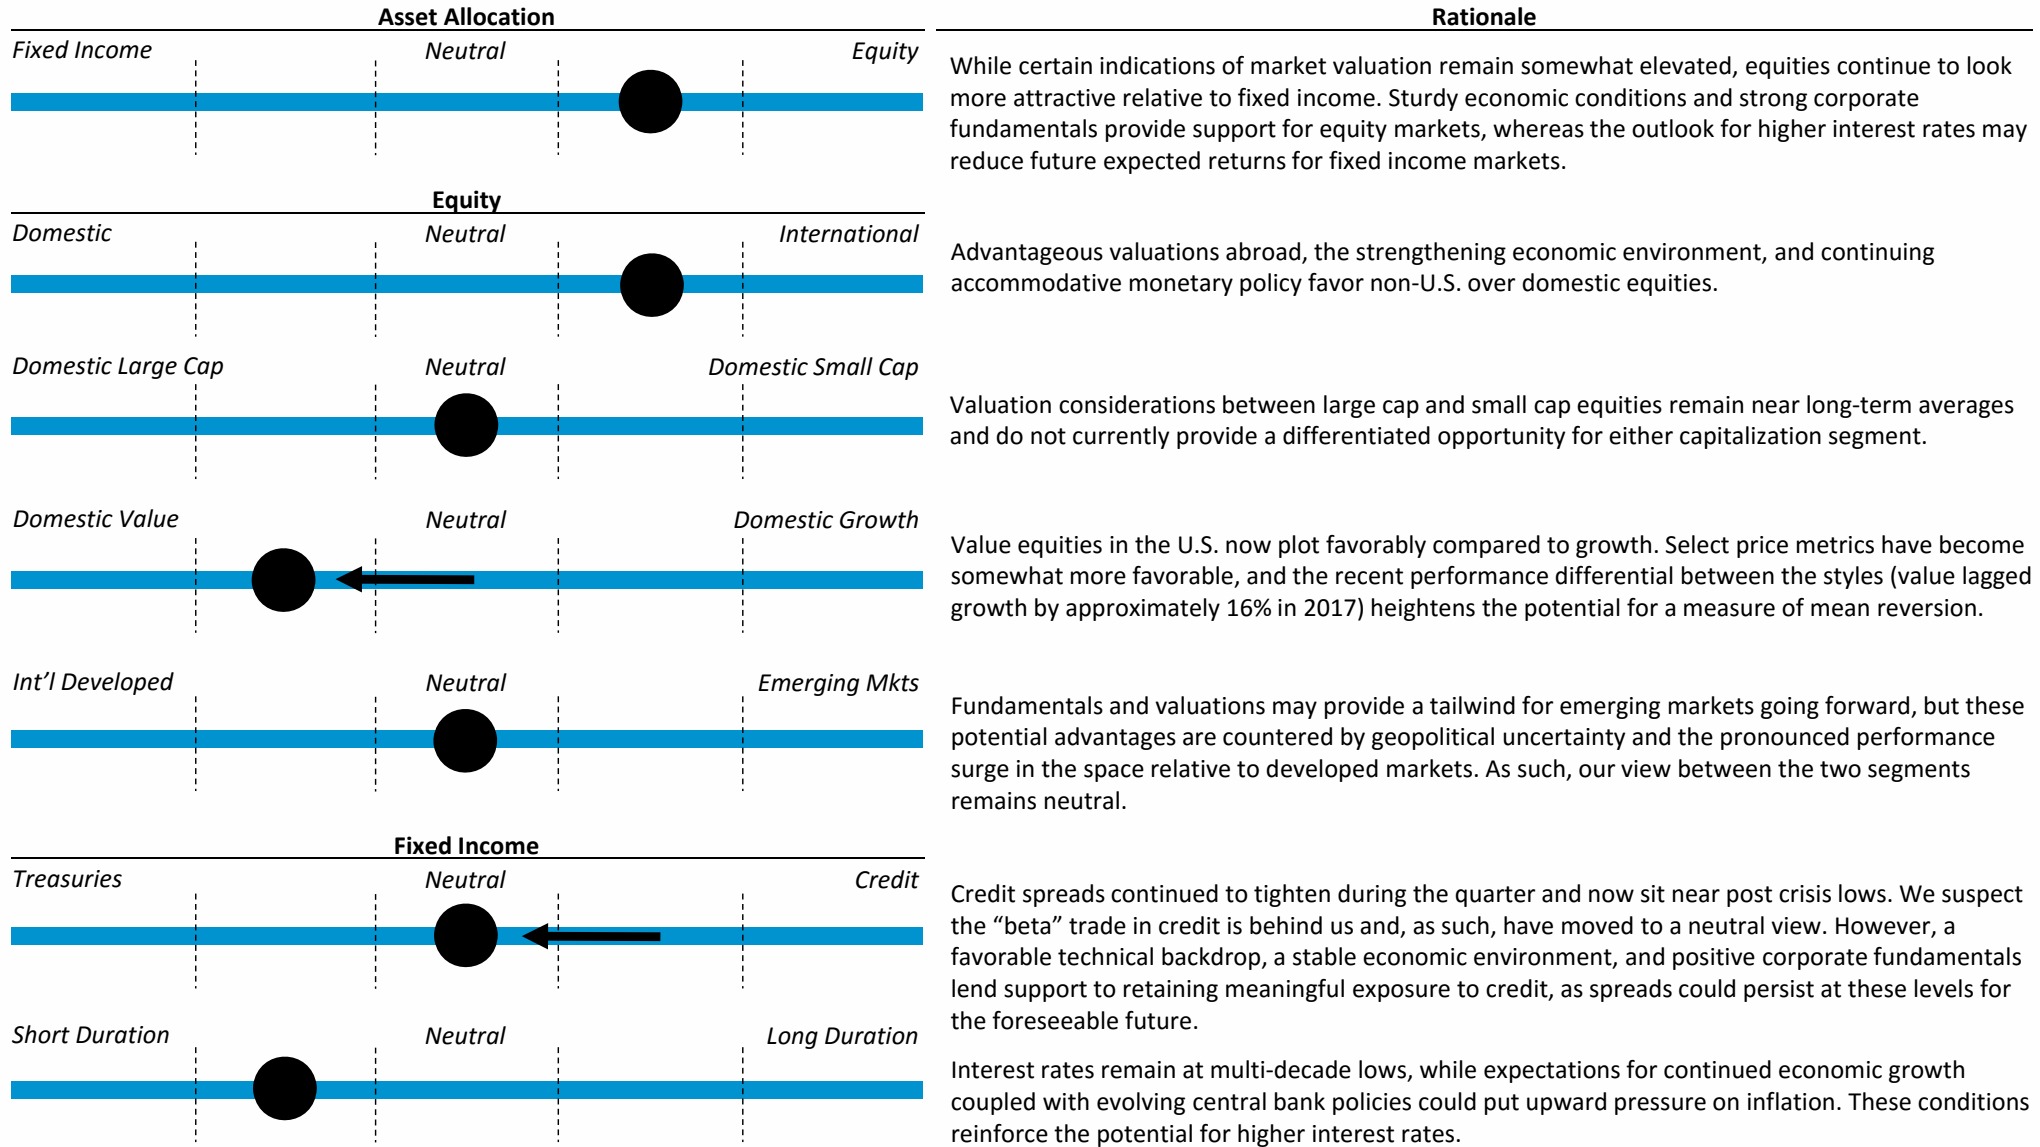 Asset Allocation
Rationale
Fixed Income Neutral Equity
While certain indications of market valuation remain somewhat elevated, equities continue to look
more attractive relative to fixed income. Sturdy economic conditions and strong corporate
fundamentals provide support for equity markets, whereas the outlook for higher interest rates may
reduce future expected returns for fixed income markets.
Equity
Domestic Neutral International
Advantageous valuations abroad, the strengthening economic environment, and continuing
accommodative monetary policy favor non-U.S. over domestic equities.
Domestic Large Cap Neutral Domestic Small Cap
Valuation considerations between large cap and small cap equities remain near long-term averages
and do not currently provide a differentiated opportunity for either capitalization segment.
Domestic Value Neutral Domestic Growth
Value equities in the U.S. now plot favorably compared to growth. Select price metrics have become
somewhat more favorable, and the recent performance differential between the styles (value lagged
growth by approximately 16% in 2017) heightens the potential for a measure of mean reversion.
Int’l Developed Neutral Emerging Mkts
Fundamentals and valuations may provide a tailwind for emerging markets going forward, but these
potential advantages are countered by geopolitical uncertainty and the pronounced performance
surge in the space relative to developed markets. As such, our view between the two segments
remains neutral.
Fixed Income
Treasuries Neutral Credit
Credit spreads continued to tighten during the quarter and now sit near post crisis lows. We suspect
the “beta” trade in credit is behind us and, as such, have moved to a neutral view. However, a
favorable technical backdrop, a stable economic environment, and positive corporate fundamentals
lend support to retaining meaningful exposure to credit, as spreads could persist at these levels for
the foreseeable future.
Short Duration Neutral Long Duration
Interest rates remain at multi-decade lows, while expectations for continued economic growth
coupled with evolving central bank policies could put upward pressure on inflation. These conditions
reinforce the potential for higher interest rates.